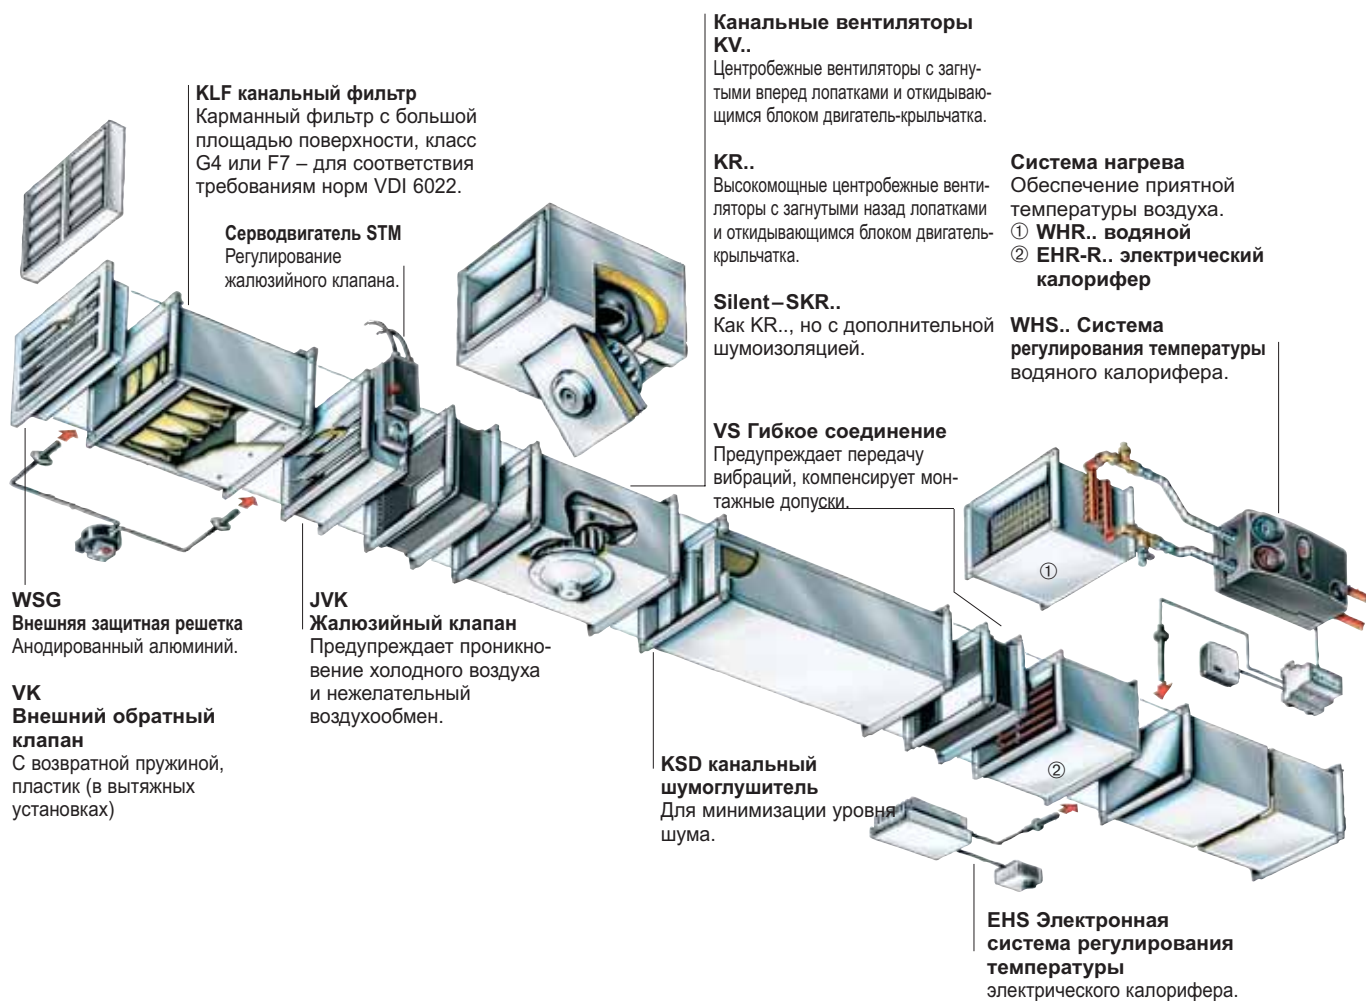 Канальные вентиляторы
KV..
Центробежные вентиляторы с загну-
тыми вперед лопатками и откидываю-
щимся блоком двигатель-крыльчатка.
KLF канальный фильтр
Карманный фильтр с большой
площадью поверхности, класс
G4 или F7 – для соответствия
требованиям норм VDI 6022.
KR..
Высокомощные центробежные венти-
ляторы с загнутыми назад лопатками
и откидывающимся блоком двигатель-
крыльчатка.
Система нагрева
Обеспечение приятной
температуры воздуха.
① WHR.. водяной
② EHR-R.. электрический
калорифер
Серводвигатель STM
Регулирование
жалюзийного клапана.
Silent–SKR..
Как KR.., но с дополнительной
шумоизоляцией.
WHS.. Система
регулирования температуры
водяного калорифера.
VS Гибкое соединение
Предупреждает передачу
вибраций, компенсирует мон-
тажные допуски.
①
WSG
Внешняя защитная решетка
Анодированный алюминий.
VK
Внешний обратный
клапан
С возвратной пружиной,
пластик (в вытяжных
установках)
JVK
Жалюзийный клапан
Предупреждает проникно-
вение холодного воздуха
и нежелательный
воздухообмен.
KSD канальный
шумоглушитель
Для минимизации уровня
шума.
②
EHS Электронная
система регулирования
температуры
электрического калорифера.